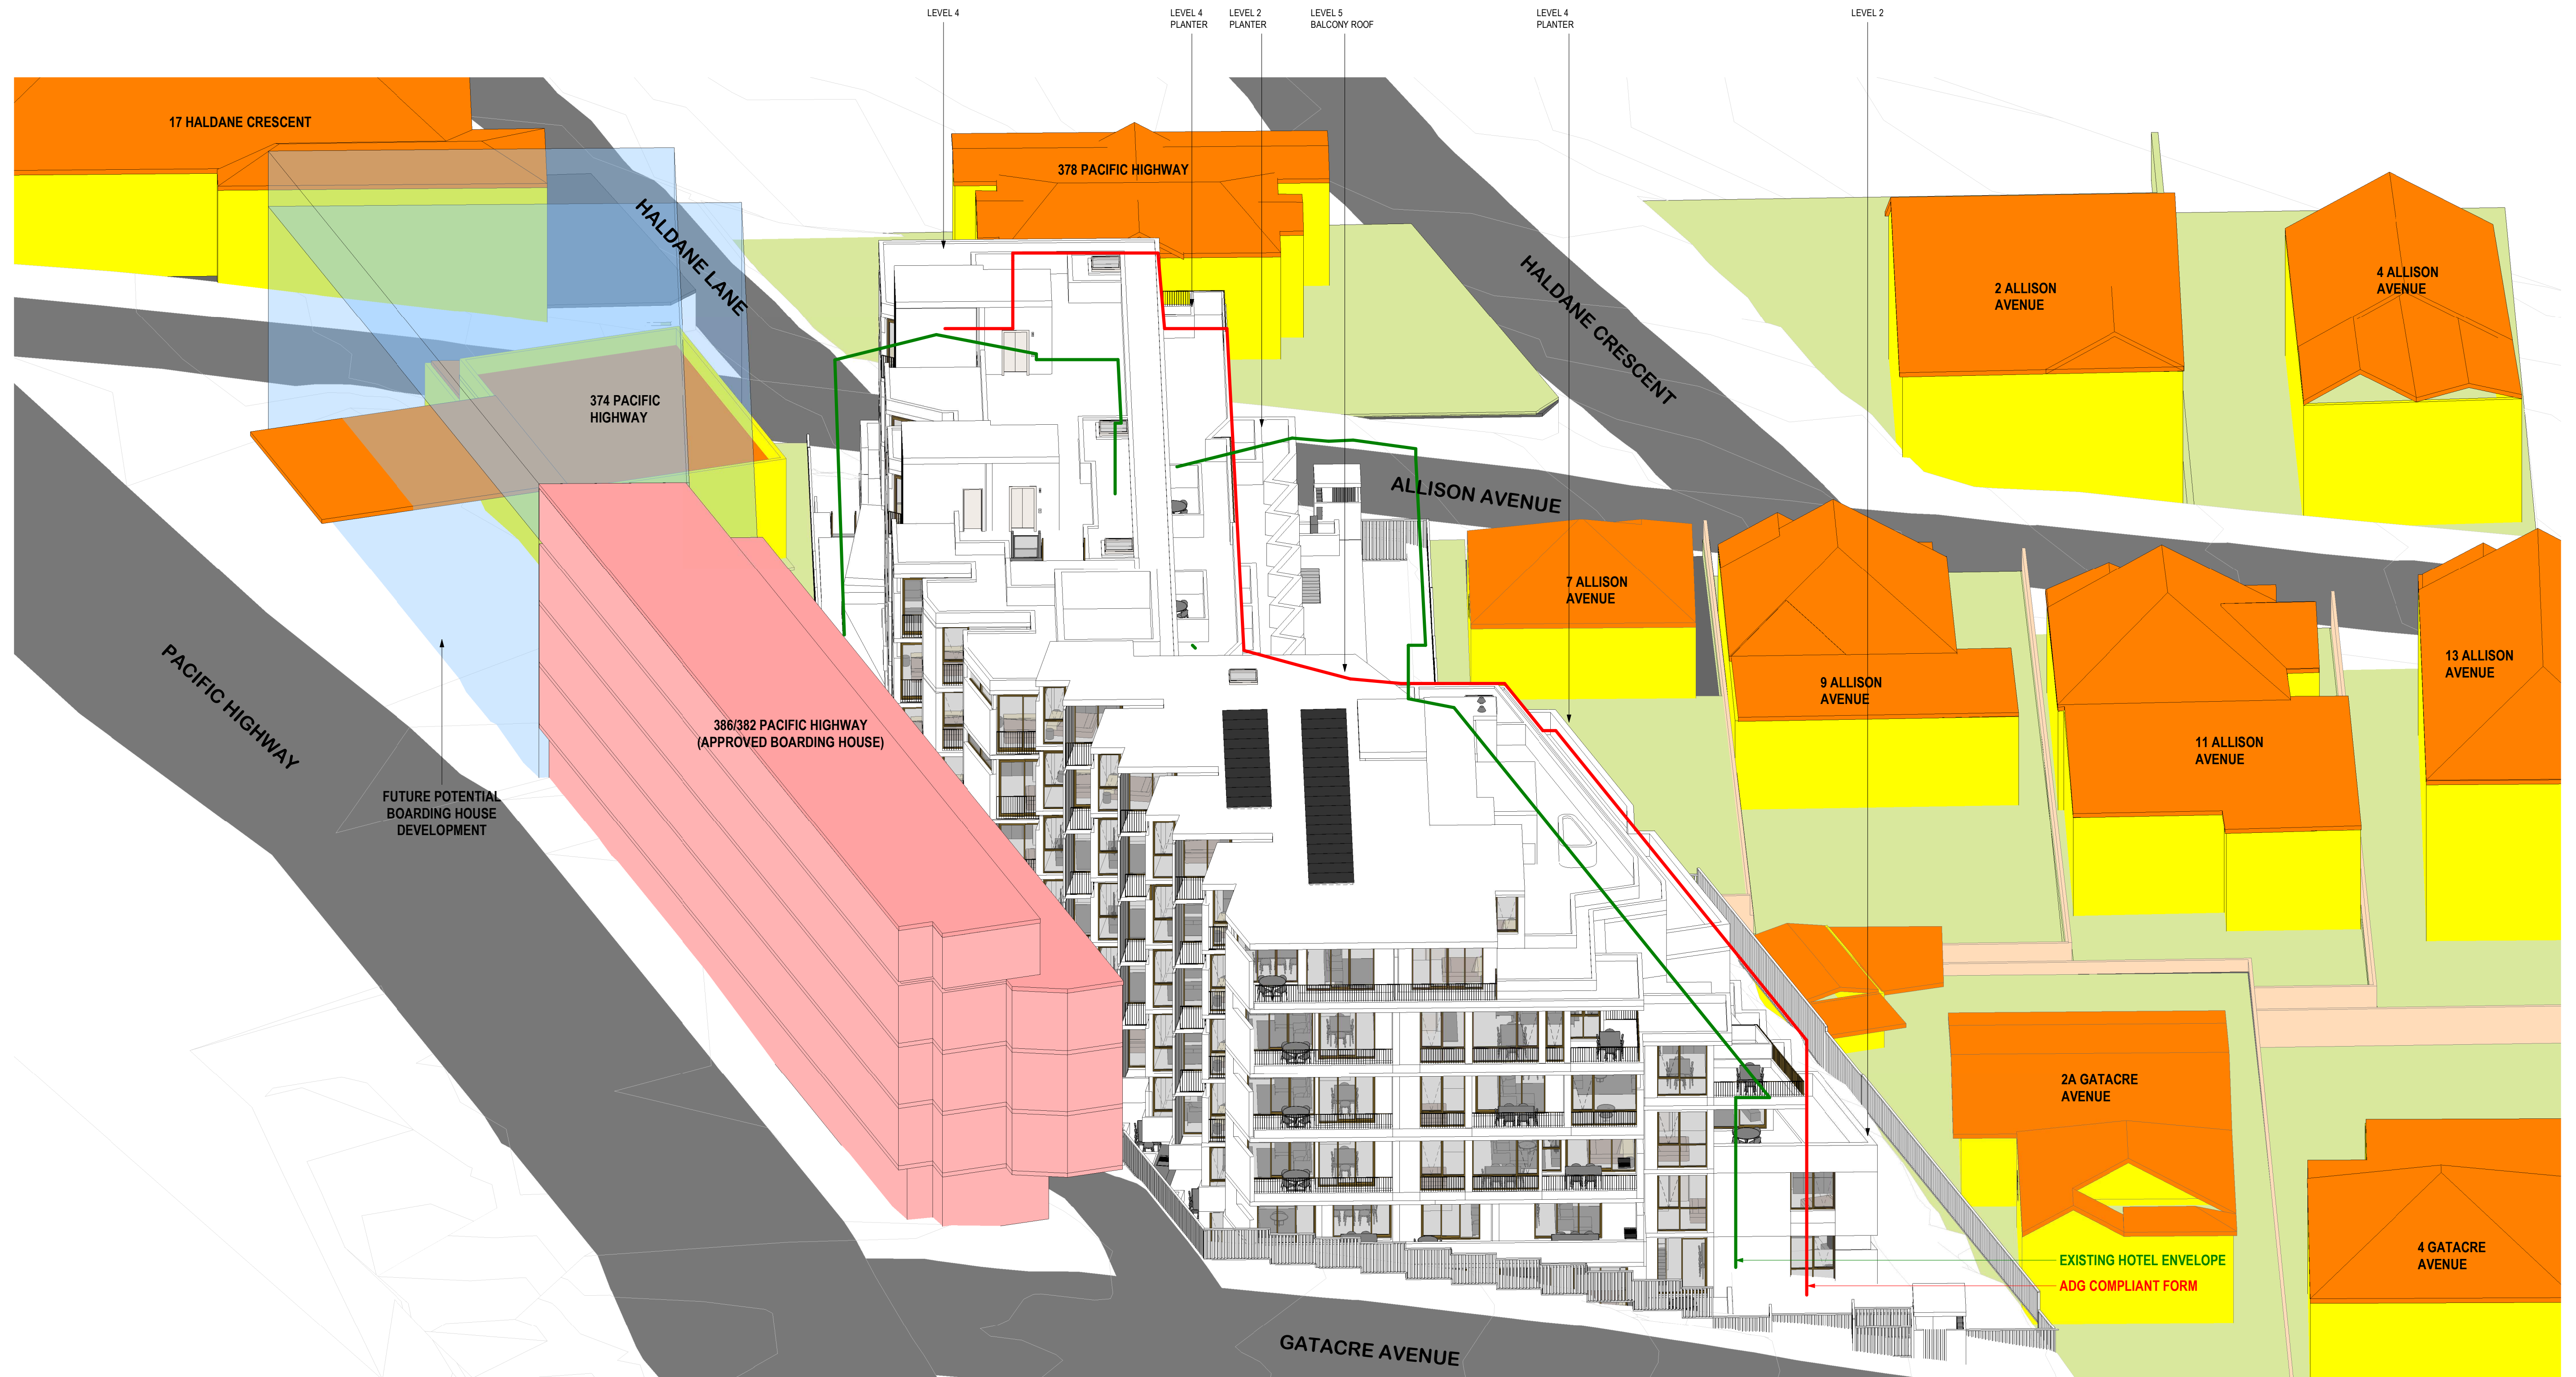 LEVEL 4
LEVEL 4
PLANTER
LEVEL 2
PLANTER
LEVEL 5
BALCONY ROOF
LEVEL 4
PLANTER
LEVEL 2
17 HALDANE CRESCENT
378 PACIFIC HIGHWAY
HALDANE LANE
HALDANE CRESCENT
2 ALLISON
AVENUE
4 ALLISON
AVENUE
374 PACIFIC
HIGHWAY
ALLISON AVENUE
7 ALLISON
AVENUE
9 ALLISON
AVENUE
13 ALLISON
AVENUE
11 ALLISON
AVENUE
PACIFIC HIGHWAY
386/382 PACIFIC HIGHWAY
(APPROVED BOARDING HOUSE)
FUTURE POTENTIAL
BOARDING HOUSE
DEVELOPMENT
2A GATACRE
AVENUE
4 GATACRE
AVENUE
EXISTING HOTEL ENVELOPE
ADG COMPLIANT FORM
GATACRE AVENUE